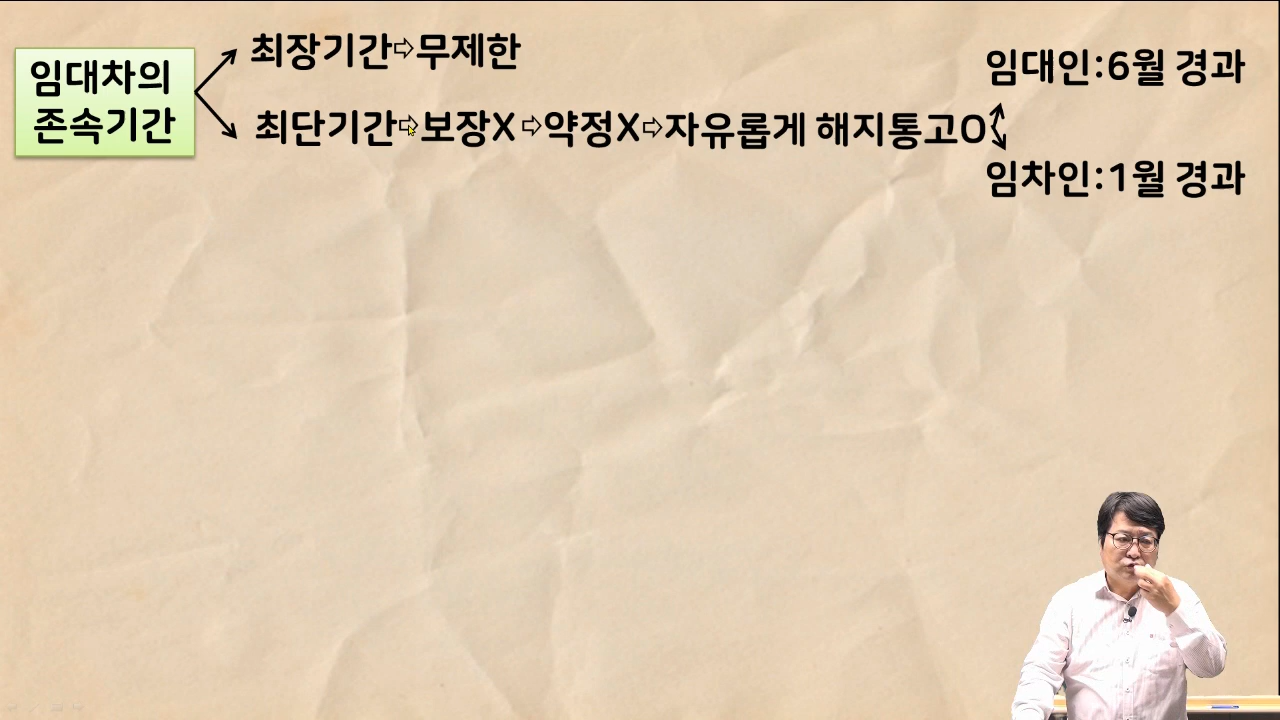 임대차의
존속기간
최장기간⇨무제한
최단기간⇨보장X⇨약정X⇨자유롭게 해지통고O
임대인:6월 경과
임차인:1월 경과